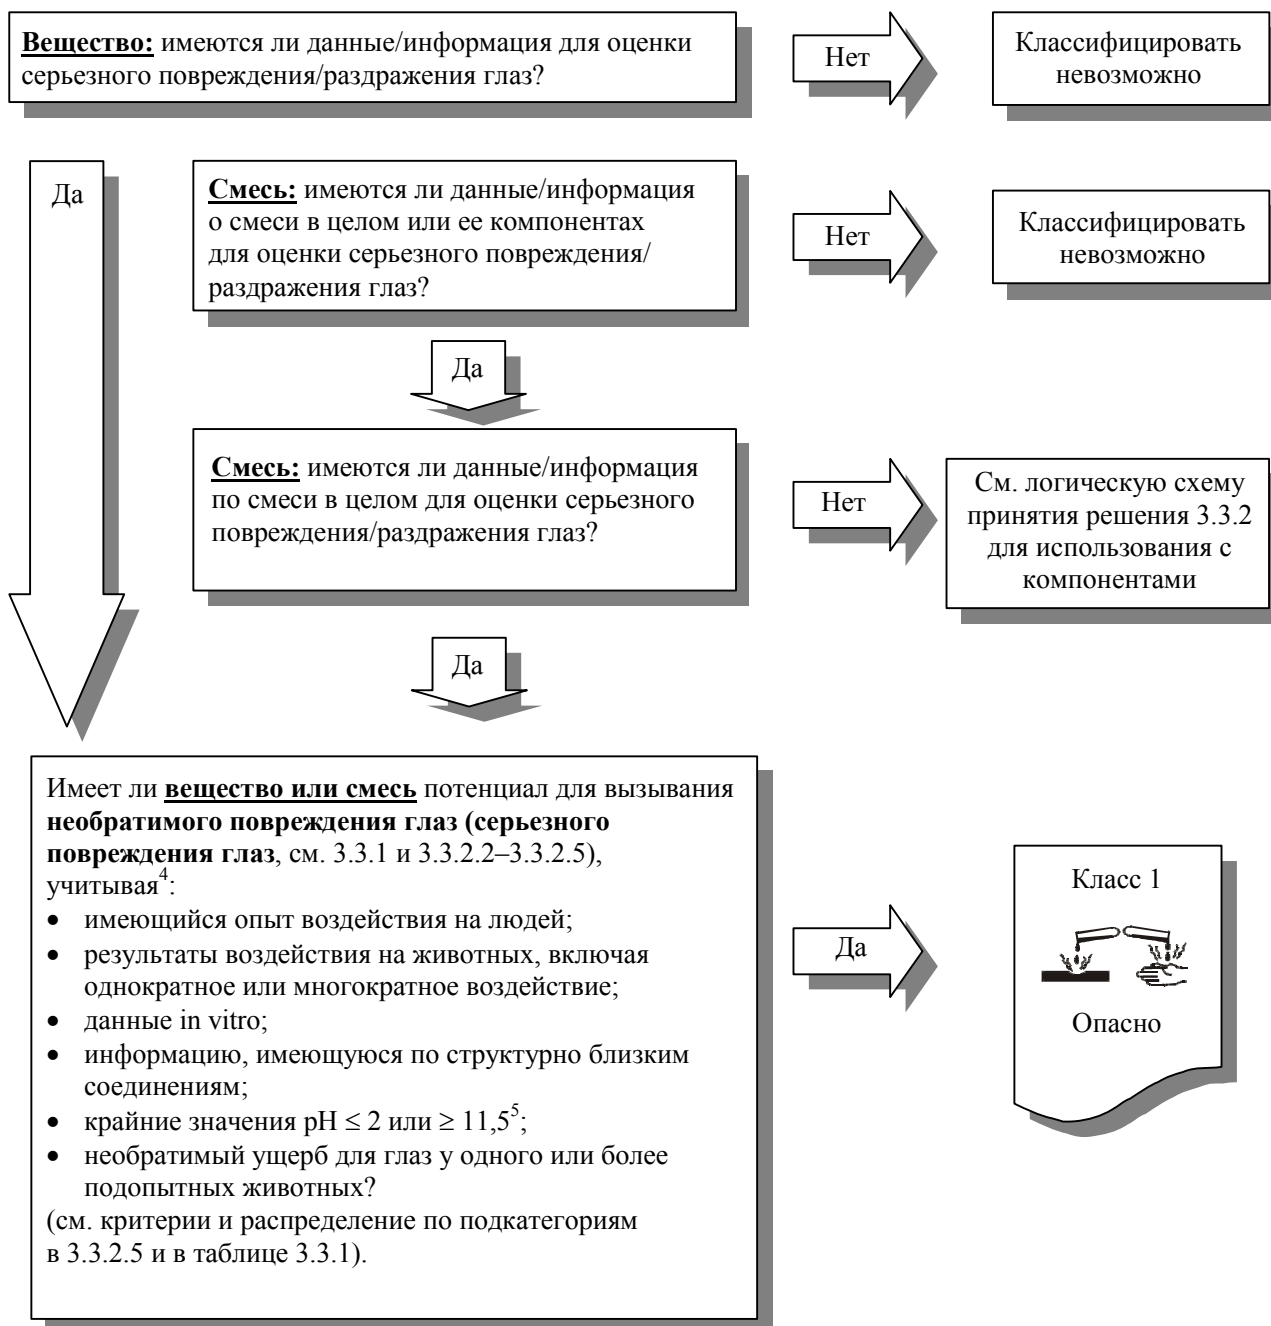 Вещество: имеются ли данные/информация для оценки
серьезного повреждения/раздражения глаз?
Нет
Классифицировать
невозможно
Да
Смесь: имеются ли данные/информация
о смеси в целом или ее компонентах
для оценки серьезного повреждения/
раздражения глаз?
Нет
Классифицировать
невозможно
Да
Смесь: имеются ли данные/информация
по смеси в целом для оценки серьезного
повреждения/раздражения глаз?
Нет
См. логическую схему
принятия решения 3.3.2
для использования с
компонентами
Да
Имеет ли вещество или смесь потенциал для вызывания
необратимого повреждения глаз (серьезного
повреждения глаз, см. 3.3.1 и 3.3.2.2–3.3.2.5),
учитывая⁴:
• имеющийся опыт воздействия на людей;
• результаты воздействия на животных, включая
однократное или многократное воздействие;
• данные in vitro;
• информацию, имеющуюся по структурно близким
соединениям;
• крайние значения pH ≤ 2 или ≥ 11,5⁵;
• необратимый ущерб для глаз у одного или более
подопытных животных?
(см. критерии и распределение по подкатегориям
в 3.3.2.5 и в таблице 3.3.1).
Да
Класс 1
Опасно